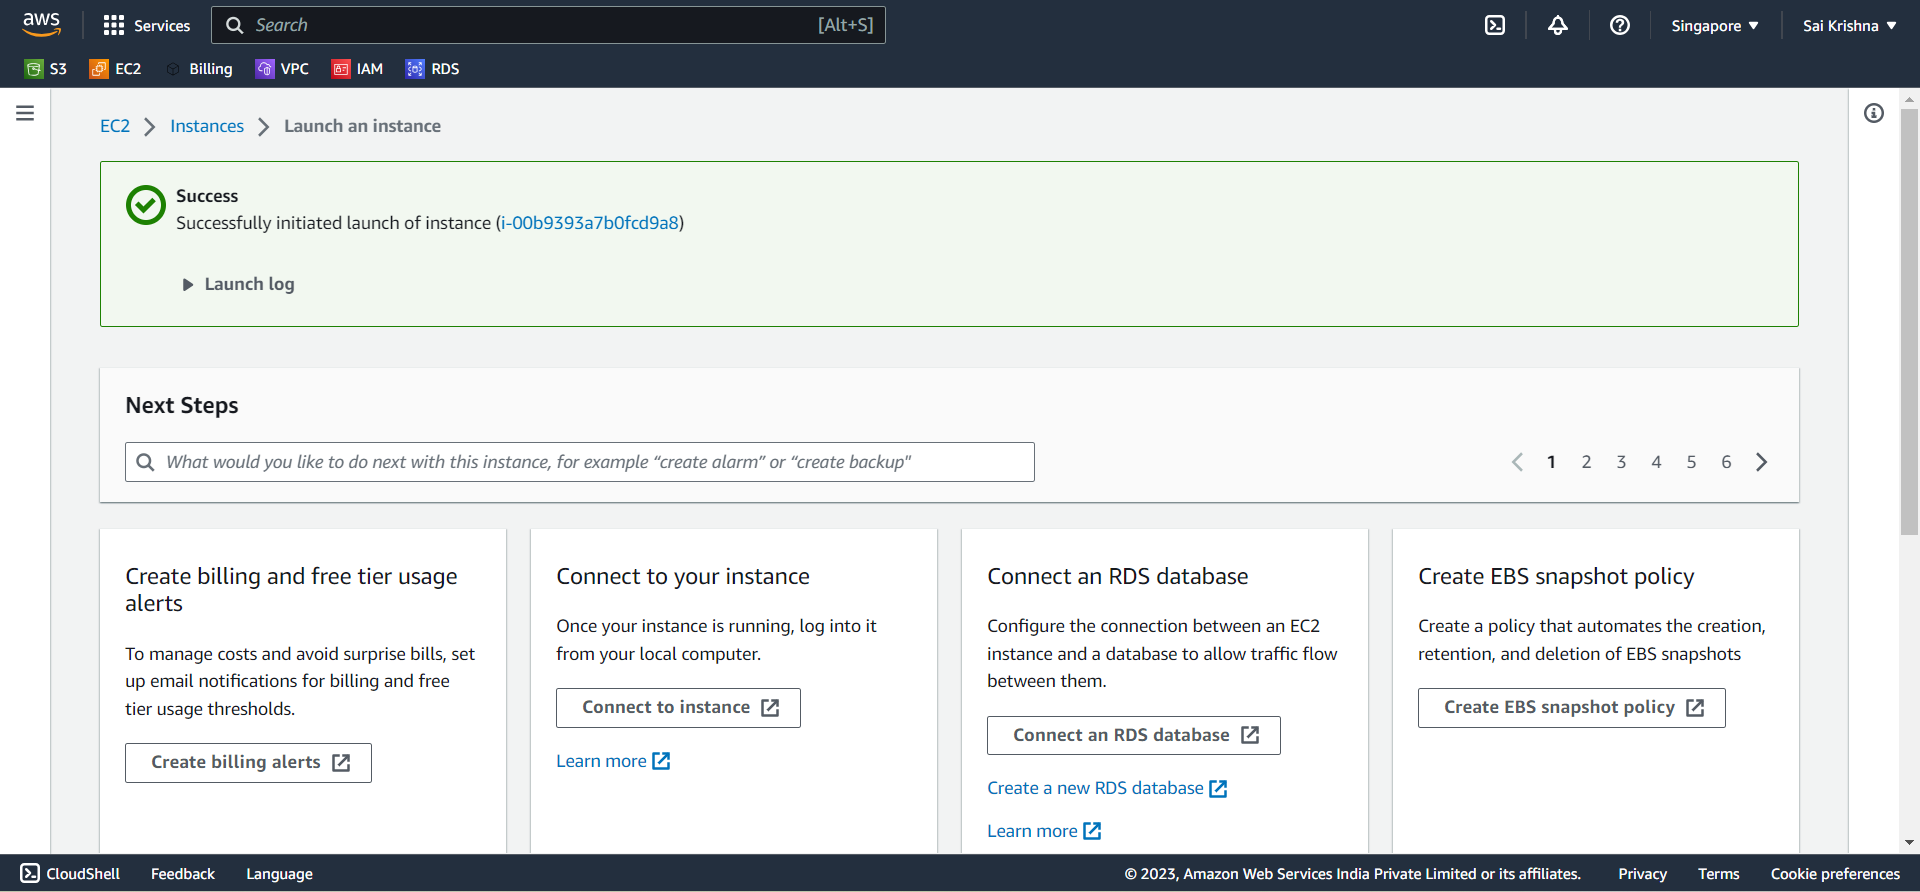 aws
Services
Search [Alt+S]
Singapore
Sai Krishna
S3
EC2
Billing
VPC
IAM
RDS
EC2 Instances Launch an instance
Success
Successfully initiated launch of instance (i-00b9393a7b0fcd9a8)
Launch log
Next Steps
What would you like to do next with this instance, for example “create alarm” or “create backup"
1 2 3 4 5 6
Create billing and free tier usage
alerts
To manage costs and avoid surprise bills, set
up email notifications for billing and free
tier usage thresholds.
Create billing alerts
Connect to your instance
Once your instance is running, log into it
from your local computer.
Connect to instance
Learn more
Connect an RDS database
Configure the connection between an EC2
instance and a database to allow traffic flow
between them.
Connect an RDS database
Create a new RDS database
Learn more
Create EBS snapshot policy
Create a policy that automates the creation,
retention, and deletion of EBS snapshots
Create EBS snapshot policy
CloudShell
Feedback
Language
© 2023, Amazon Web Services India Private Limited or its affiliates.
Privacy
Terms
Cookie preferences